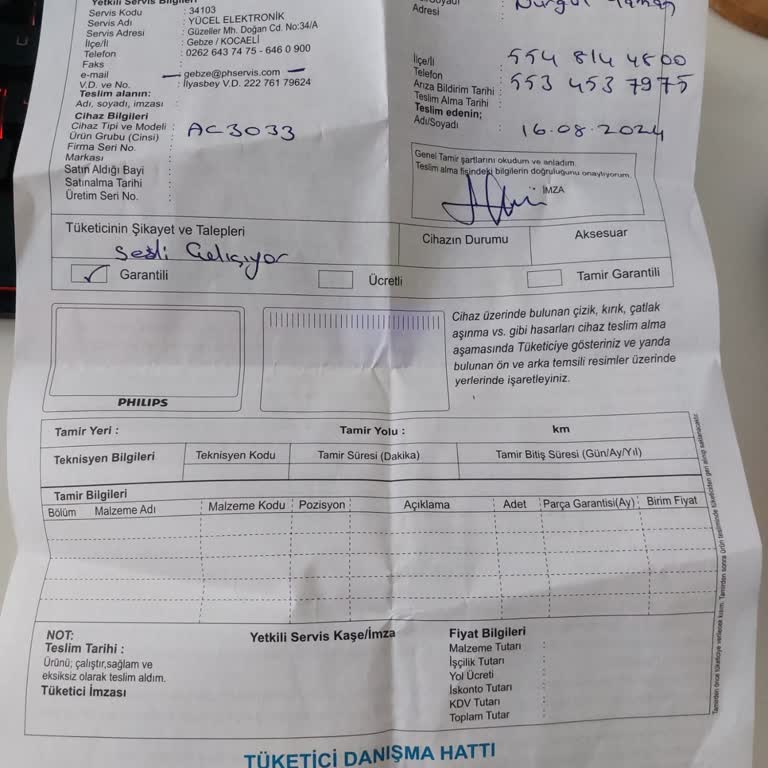 Yetkili Servis Bilgileri
Servis Kodu : 34103
Servis Adı : YÜCEL ELEKTRONİK
Servis Adresi : Güzeller Mh. Doğan Cd. No:34/A
İlçe/İl : Gebze / KOCAELİ
Telefon : 0262 643 74 75 - 646 0 900
Faks :
e-mail gebze@phservis.com
V.D. ve No. : İlyasbey V.D. 222 761 79624
Teslim alanın:
Adı, soyadı, imzası :
Cihaz Bilgileri
Cihaz Tipi ve Modeli : AC3033
Ürün Grubu (Cinsi) :
Firma Seri No. :
Markası :
Satın Aldığı Bayi :
Satınalma Tarihi :
Üretim Seri No. :
Adresi :
İlçe/İl : 554 814 4800
Telefon : 553 453 7975
Arıza Bildirim Tarihi :
Teslim Alma Tarihi :
Teslim edenin;
Adı/Soyadı : 16.08.2024
Genel Tamir şartlarını okudum ve anladım.
Teslim alma fişindeki bilgilerin doğruluğunu onaylıyorum.
İMZA
Tüketicinin Şikayet ve Talepleri
Sesli Çalışıyor
Cihazın Durumu
Aksesuar
Garantili
Ücretli
Tamir Garantili
PHILIPS
Cihaz üzerinde bulunan çizik, kırık, çatlak
aşınma vs. gibi hasarları cihaz teslim alma
aşamasında Tüketiciye gösteriniz ve yanda
bulunan ön ve arka temsili resimler üzerinde
yerlerinde işaretleyiniz.
Tamir Yeri : Tamir Yolu : km
Teknisyen Bilgileri Teknisyen Kodu Tamir Süresi (Dakika) Tamir Bitiş Süresi (Gün/Ay/Yıl)
Tamir Bilgileri
Bölüm Malzeme Adı Malzeme Kodu Pozisyon Açıklama Adet Parça Garantisi(Ay) Birim Fiyat
NOT:
Teslim Tarihi :
Ürünü; çalıştır,sağlam ve
eksiksiz olarak teslim aldım.
Tüketici İmzası
Yetkili Servis Kaşe/İmza
Fiyat Bilgileri
Malzeme Tutarı :
İşçilik Tutarı :
Yol Ücreti :
İskonto Tutarı :
KDV Tutarı :
Toplam Tutar :
TÜKETİCİ DANIŞMA HATTI